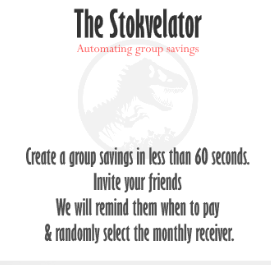 The Stokvelator
Automating group savings
Create a group savings in less than 60 seconds.
Invite your friends
We will remind them when to pay
& randomly select the monthly receiver.